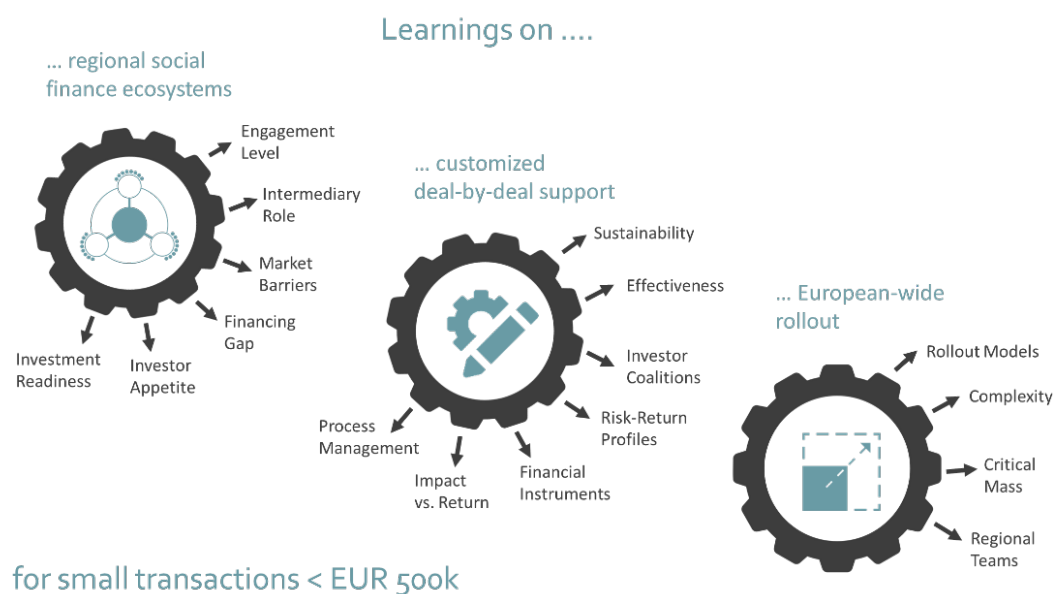 Learnings on ....
... regional social
finance ecosystems
Engagement
Level
Intermediary
Role
Market
Barriers
Financing
Gap
Investor
Appetite
Investment
Readiness
... customized
deal-by-deal support
Sustainability
Effectiveness
Investor
Coalitions
Risk-Return
Profiles
Financial
Instruments
Impact
vs. Return
Process
Management
... European-wide
rollout
Rollout Models
Complexity
Critical
Mass
Regional
Teams
for small transactions < EUR 500k